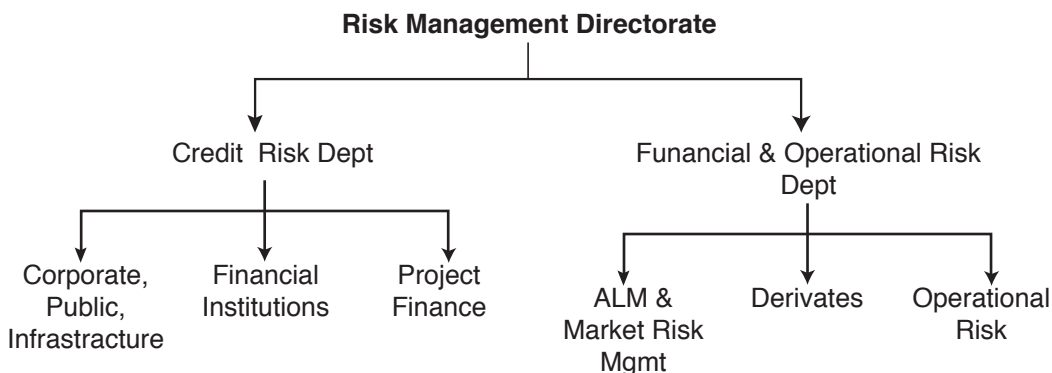 Risk Management Directorate
Credit Risk Dept
Funancial & Operational Risk
Dept
Corporate,
Public,
Infrastracture
Financial
Institutions
Project
Finance
ALM &
Market Risk
Mgmt
Derivates
Operational
Risk